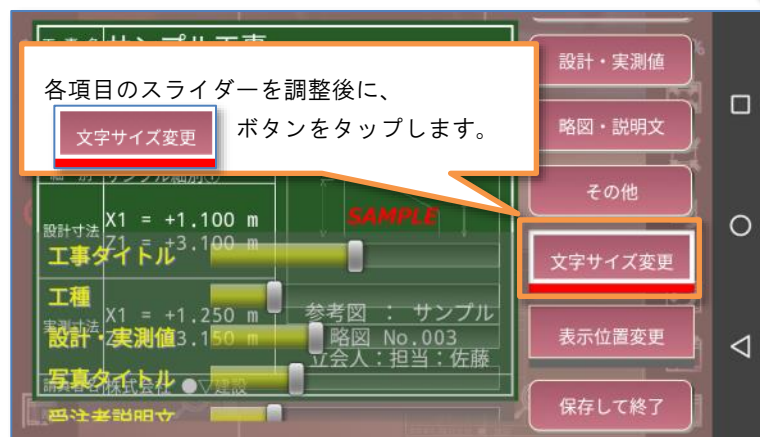 サンプル工事
各項目のスライダーを調整後に、
文字サイズ変更 ボタンをタップします。
設計寸法
X1 = +1.100 m
Z1 = +3.100 m
SAMPLE
工事タイトル
工種
X1 = +1.250 m
設計・実測値
3.150 m
写真タイトル
株式会社 ●▽建設
受注者説明文
参考図 : サンプル
略図 No.003
立会人:担当:佐藤
設計・実測値
略図・説明文
その他
文字サイズ変更
表示位置変更
保存して終了